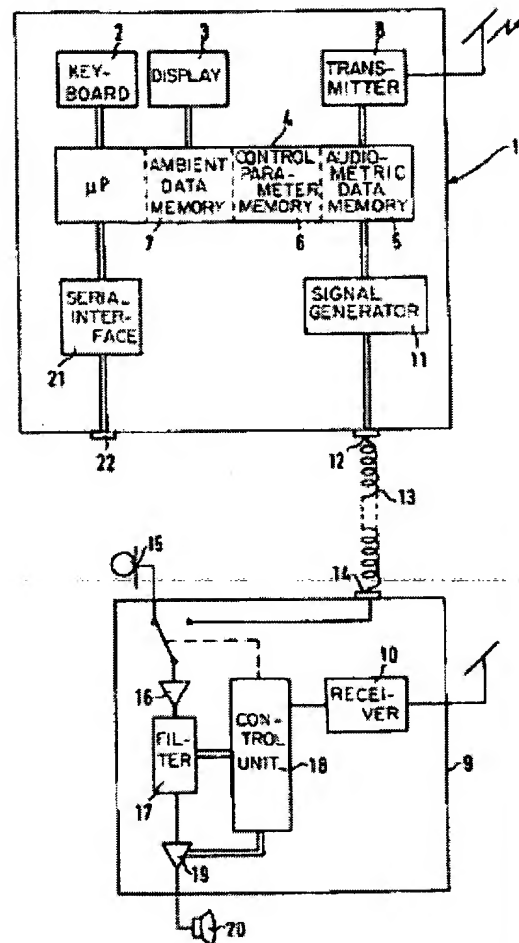 2
3
8
KEY-
BOARD
DISPLAY
TRANS-
MITTER
4
1
µP
AMBIENT
DATA
MEMORY
7
CONTROL
PARA-
METER
MEMORY
6
AUDIO-
METRIC
DATA
MEMORY
5
SERIAL
INTER-
FACE
21
SIGNAL
GENERATOR
11
22
12
13
15
14
16
FIL-
TER
17
CON-
TROL
UNIT
18
10
RECEI-
VER
9
19
20